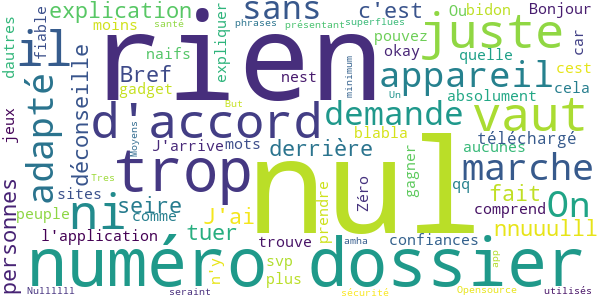 explication sans c'est Ou bidon Bonjour
dautres fiable il moins santé phrases présentant superflues
naifs expliquer rien pouvez okay quelle car juste
Bref gadget nest minimum appareil cest cela
adapté déconseille d'accord demande Un absolument vaut
But blabla téléchargé
jeux Moyens J'arrive mots derrière aucunes
personnes sites Tres trop nul gagner marche
peuple ni comme seire J'ai Zéro qq comprend fait On
prendre nnuuulll
l'application tuer trouve amha confiances
numéro n'y svp plus dossier app
Nullllll seraint sécurité Opensource utilisés